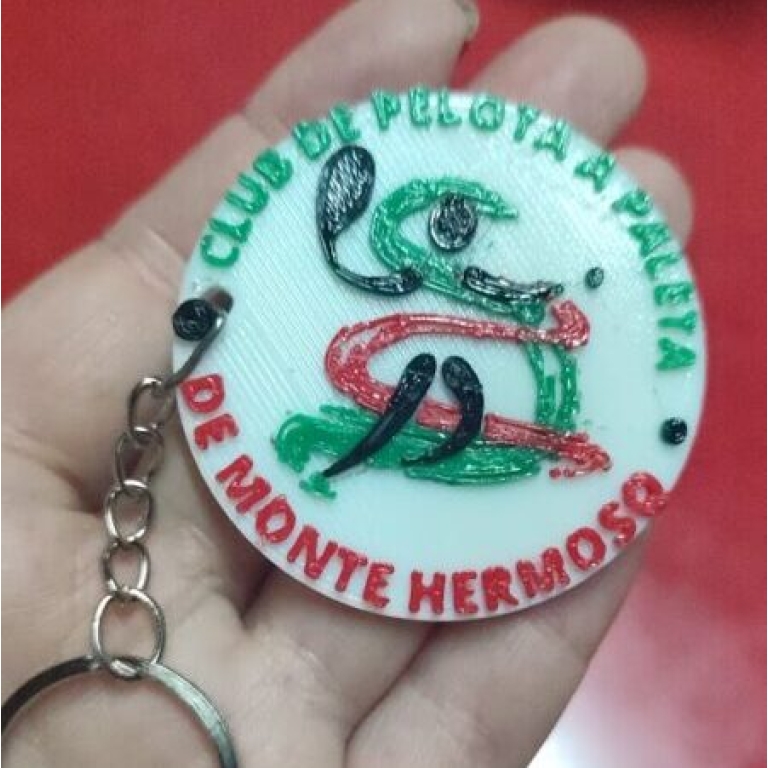 CLUB DE PELOTA A PALETA
DE MONTE HERMOSO